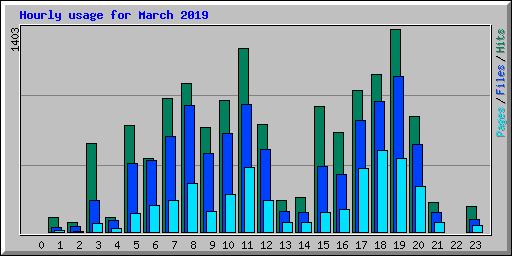 Hourly usage for March 2019
1403
Pages / Files / Hits
0 1 2 3 4 5 6 7 8 9 10 11 12 13 14 15 16 17 18 19 20 21 22 23